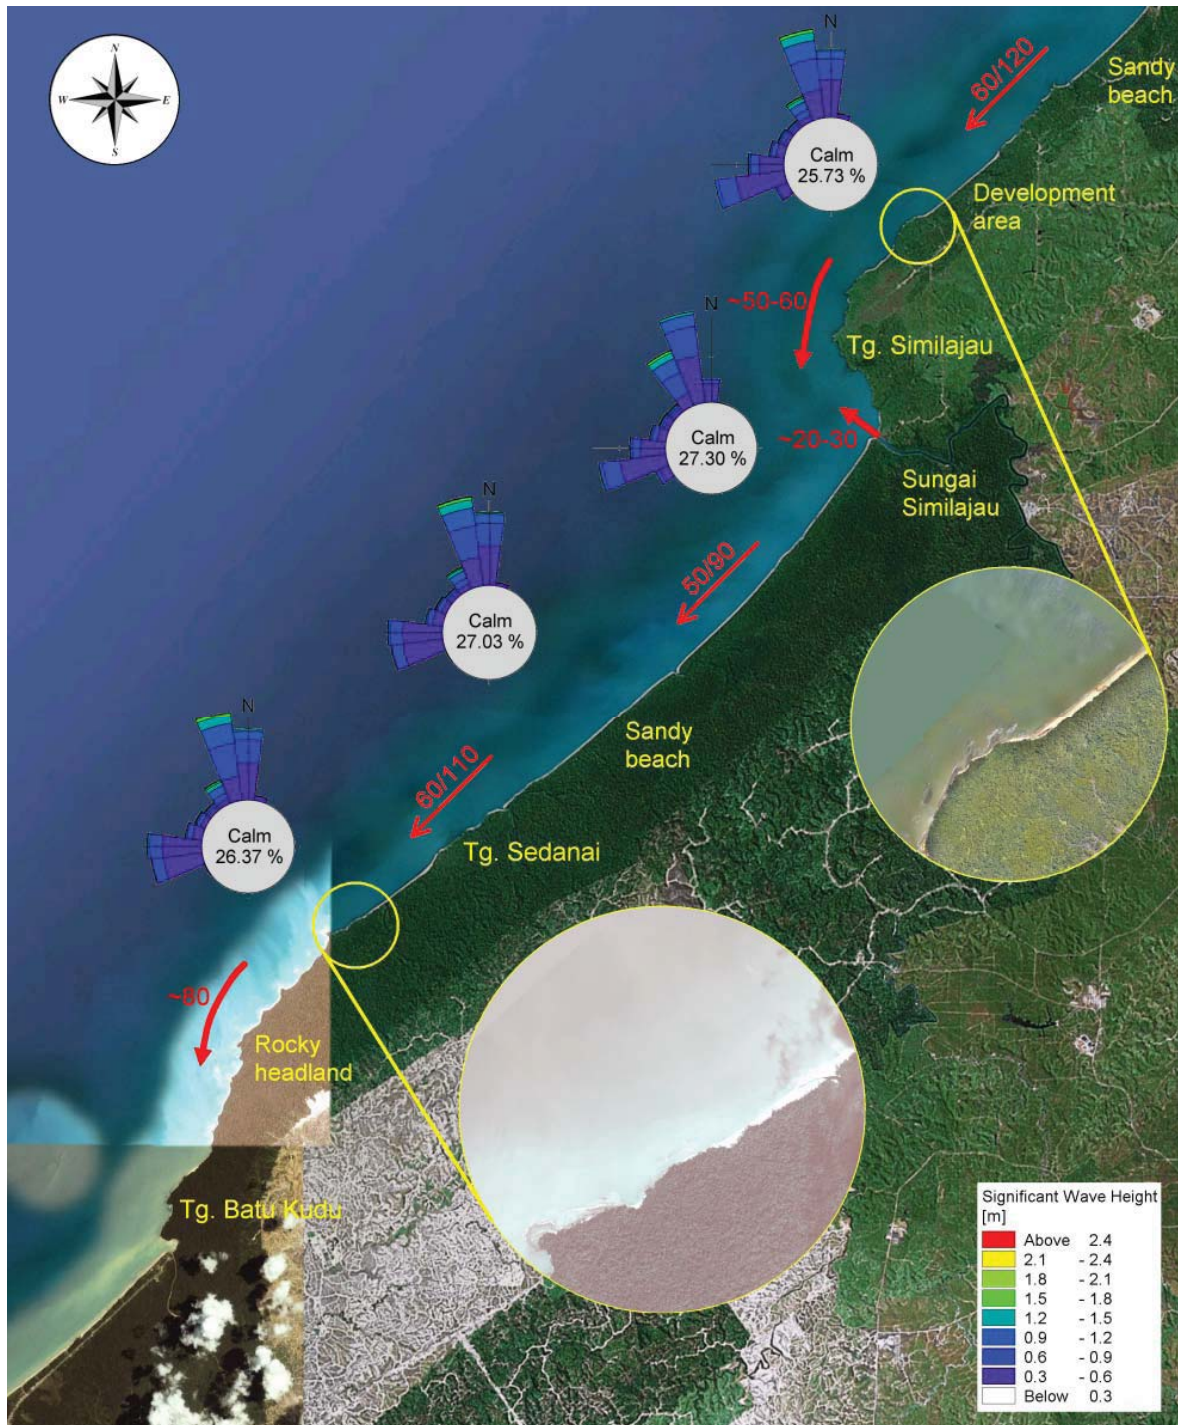 N
W
E
S
60/120
Sandy
beach
N
Calm
25.73 %
Development
area
~50-60
N
Tg. Similajau
Calm
27.30 %
~20-30
Sungai
Similajau
N
50/90
Calm
27.03 %
N
Sandy
beach
60/110
Calm
26.37 %
Tg. Sedanai
~80
Rocky
headland
Tg. Batu Kudu
Significant Wave Height
[m]
Above 2.4
2.1 - 2.4
1.8 - 2.1
1.5 - 1.8
1.2 - 1.5
0.9 - 1.2
0.6 - 0.9
0.3 - 0.6
Below 0.3